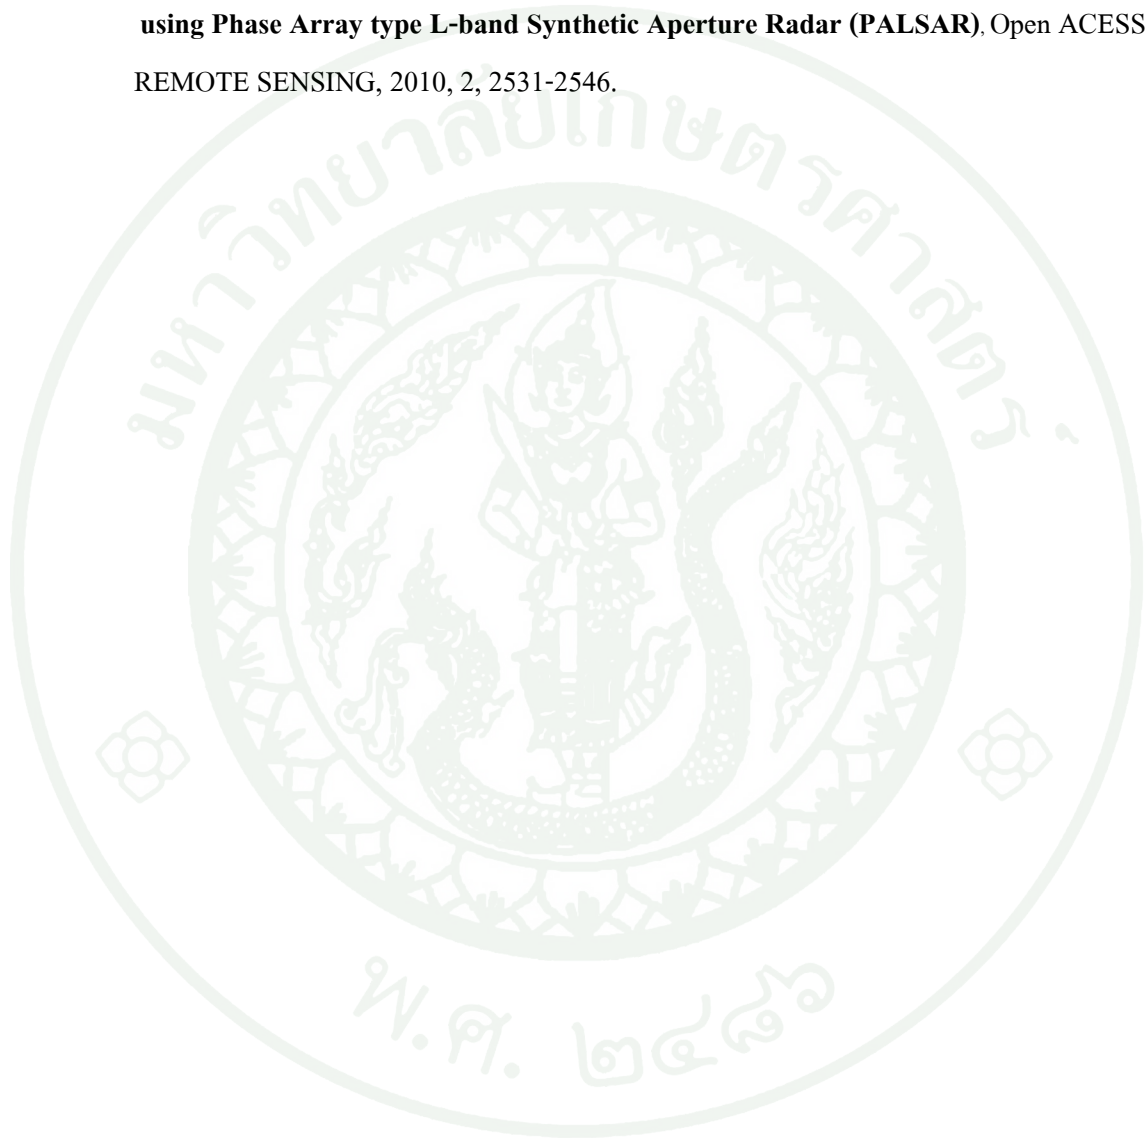 using Phase Array type L-band Synthetic Aperture Radar (PALSAR), Open ACESS
REMOTE SENSING, 2010, 2, 2531-2546.
มหาวิทยาลัยเกษตรศาสตร์
พ.ศ. ๒๔๘๖